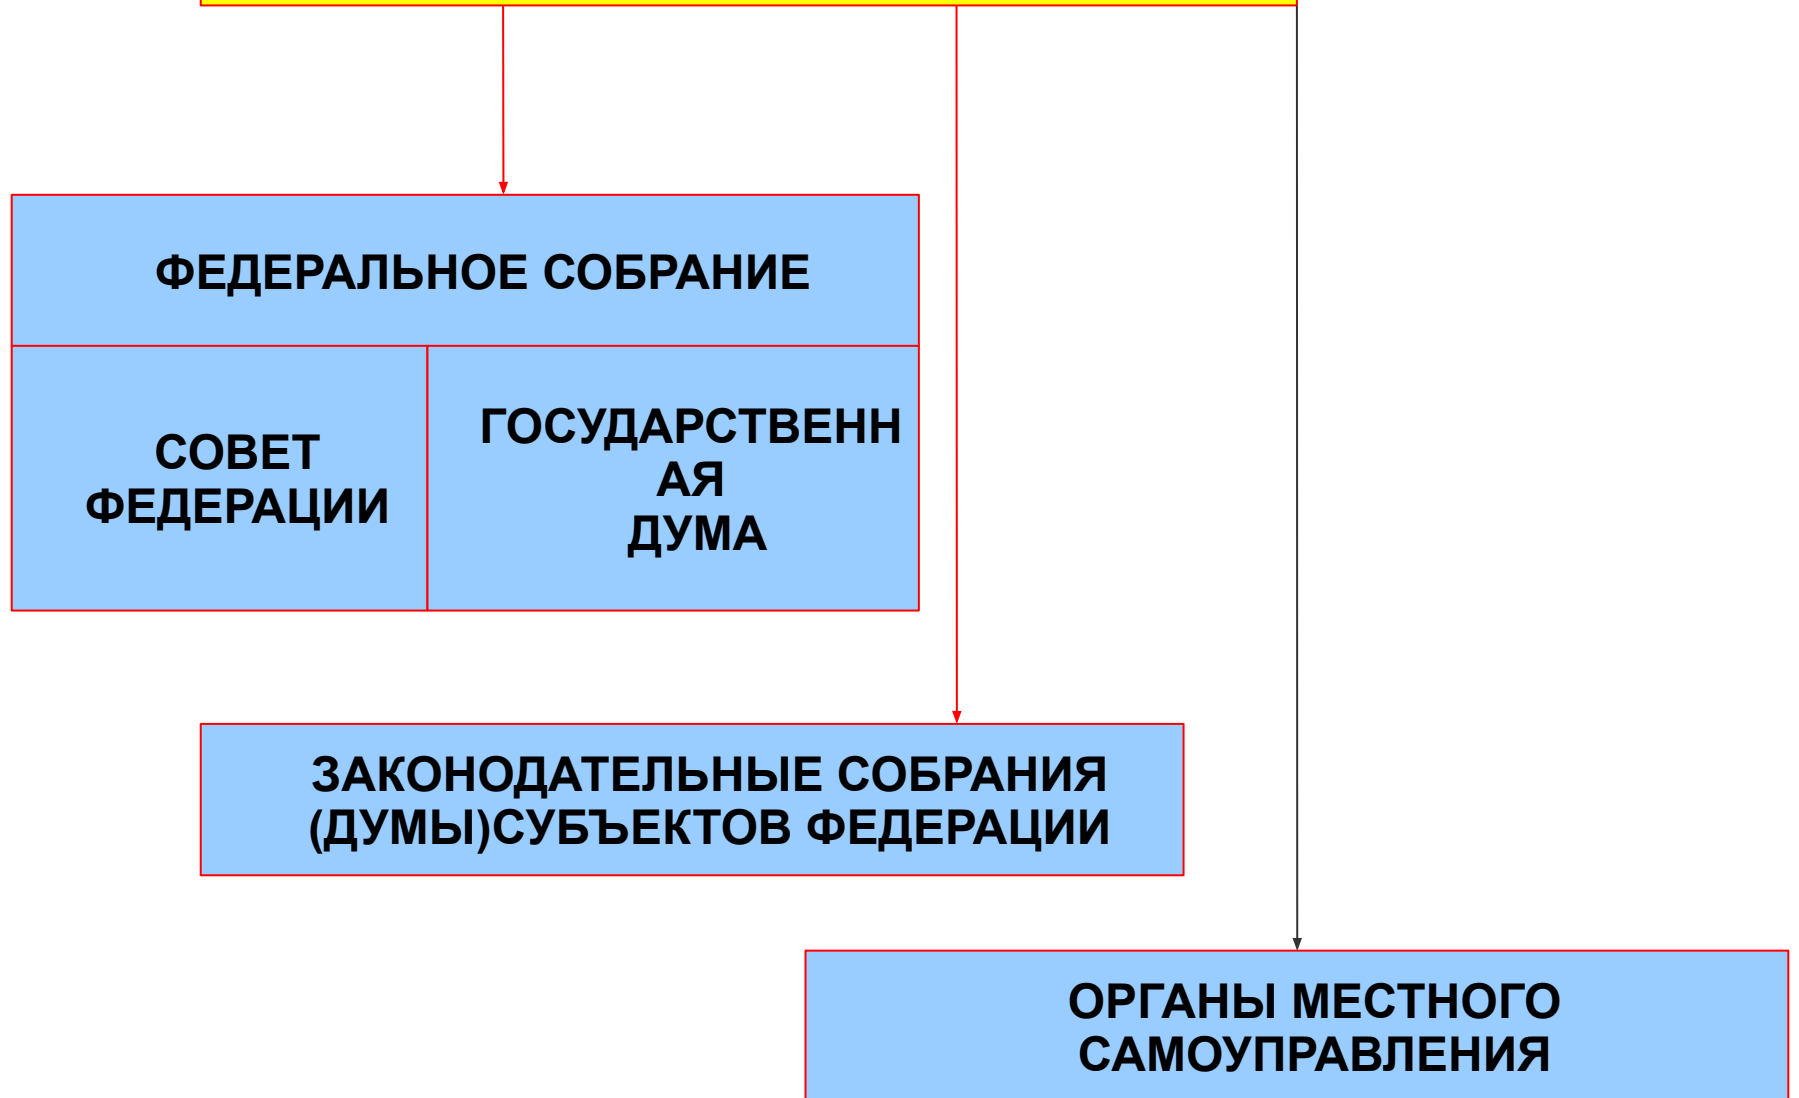 ФЕДЕРАЛЬНОЕ СОБРАНИЕ
СОВЕТ
ФЕДЕРАЦИИ
ГОСУДАРСТВЕНН
АЯ
ДУМА
ЗАКОНОДАТЕЛЬНЫЕ СОБРАНИЯ
(ДУМЫ)СУБЪЕКТОВ ФЕДЕРАЦИИ
ОРГАНЫ МЕСТНОГО
САМОУПРАВЛЕНИЯ